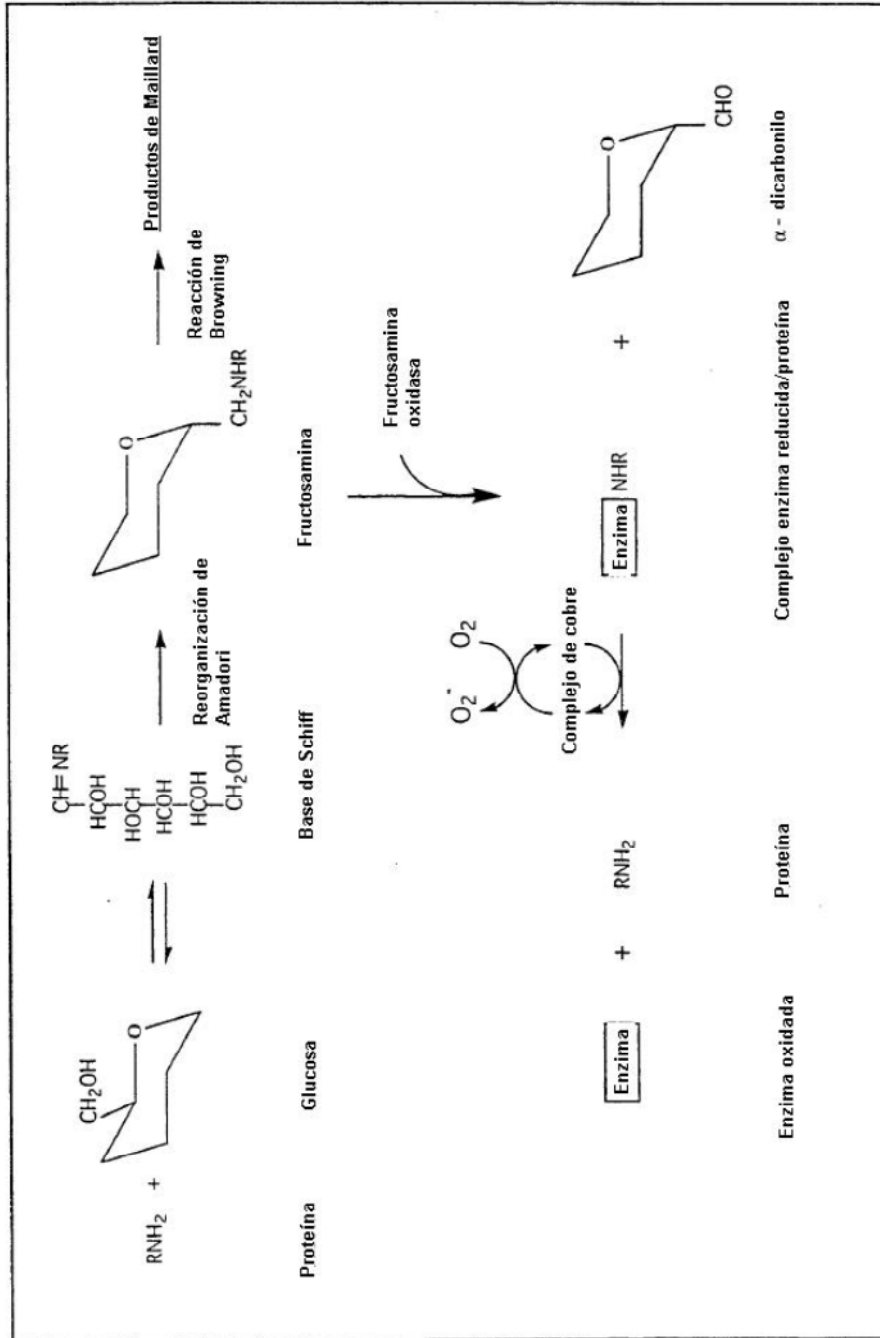 RNH₂ +
CH₂OH
O
CH=NR
HCOH
HOCH
HCOH
HCOH
CH₂OH
Reorganización de
Amadori
O
CH₂NHR
Reacción de
Browning
Productos de Maillard
Proteína
Glucosa
Base de Schiff
Fructosamina
Fructosamina
oxidasa
Enzima + RNH₂
O₂˙
O₂
Complejo de cobre
Enzima NHR
+
O
CHO
Enzima oxidada
Proteína
Complejo enzima reducida/proteína
α - dicarbonilo